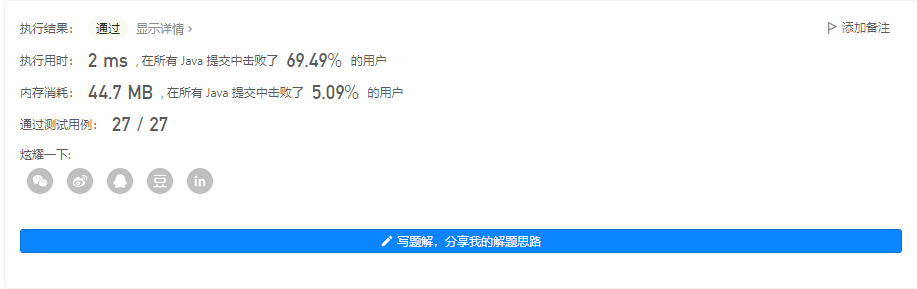 执行结果： 通过 显示详情 › 添加备注
执行用时： 2 ms , 在所有 Java 提交中击败了 69.49% 的用户
内存消耗： 44.7 MB , 在所有 Java 提交中击败了 5.09% 的用户
通过测试用例： 27 / 27
炫耀一下:
豆 in
写题解，分享我的解题思路